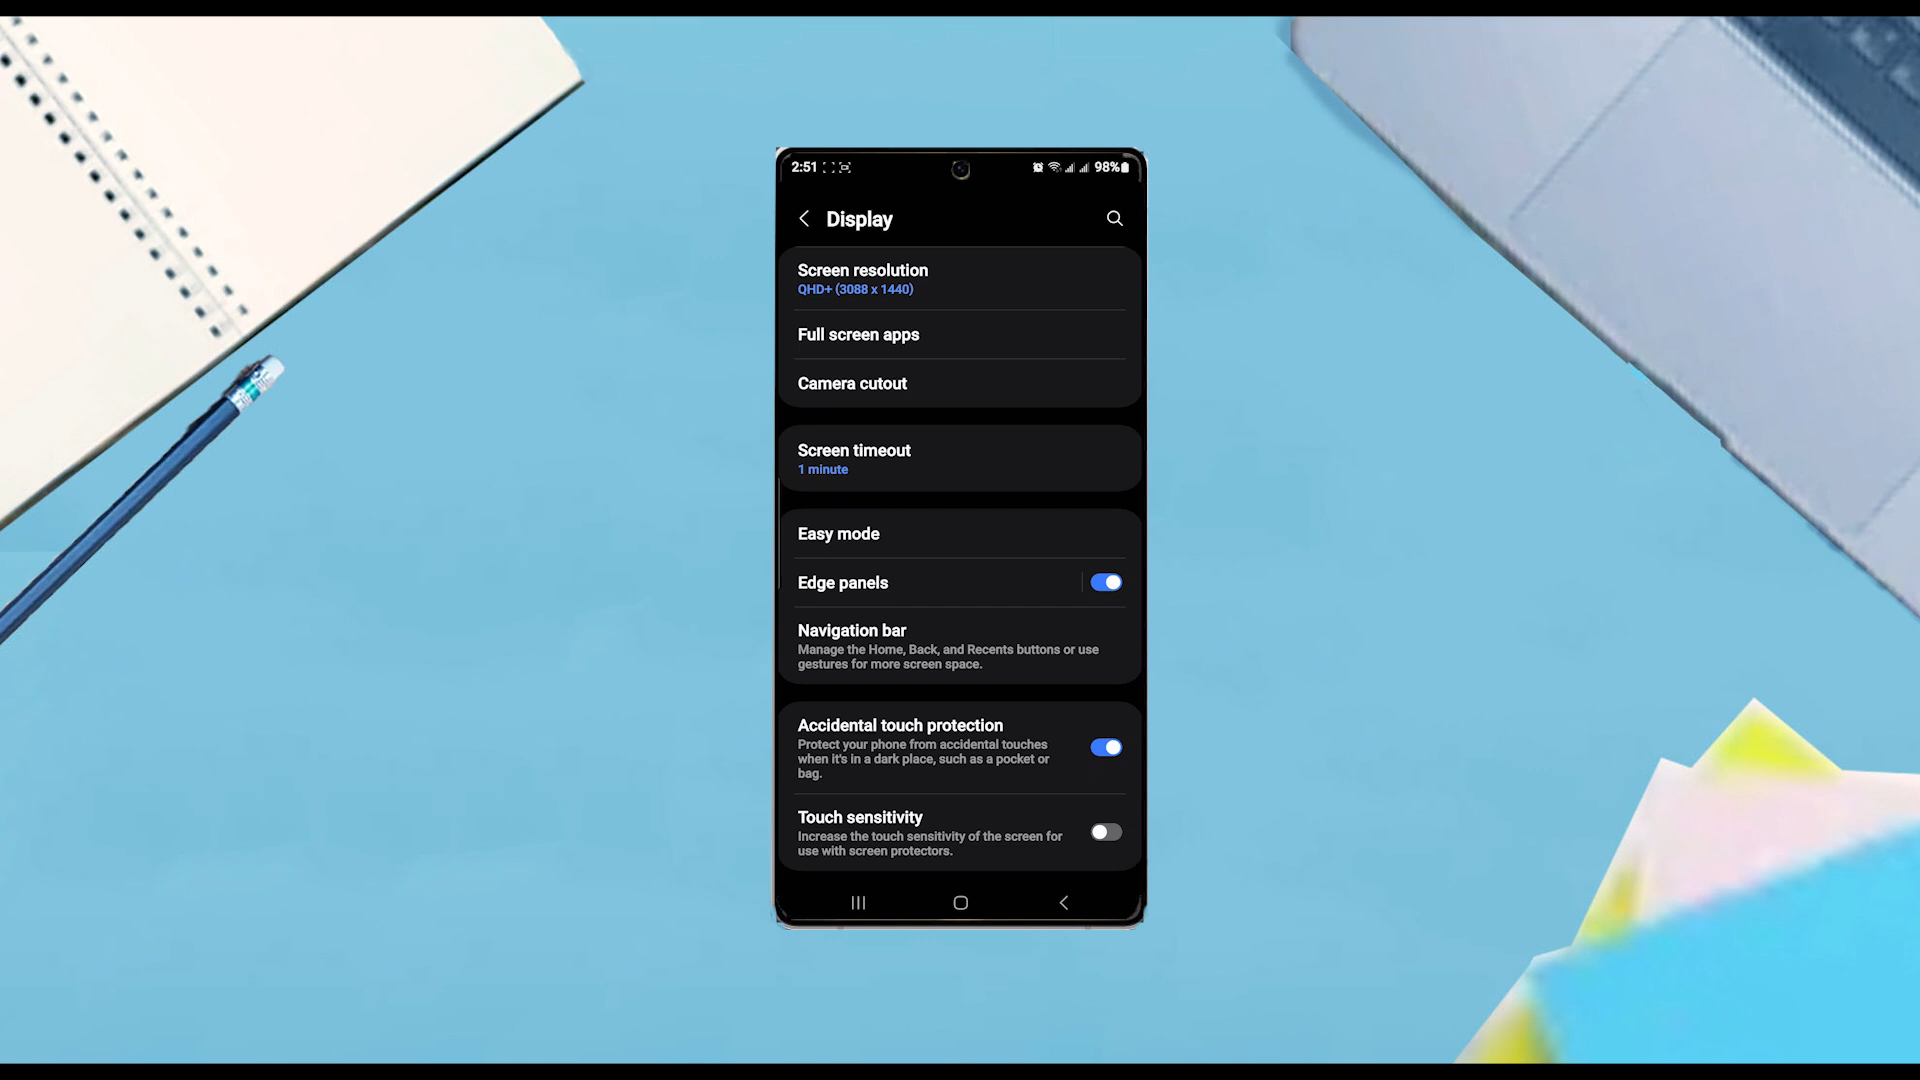 2:51 98%
Display
Screen resolution
QHD+ (3088 x 1440)
Full screen apps
Camera cutout
Screen timeout
1 minute
Easy mode
Edge panels
Navigation bar
Manage the Home, Back, and Recents buttons or use
gestures for more screen space.
Accidental touch protection
Protect your phone from accidental touches
when it's in a dark place, such as a pocket or
bag.
Touch sensitivity
Increase the touch sensitivity of the screen for
use with screen protectors.